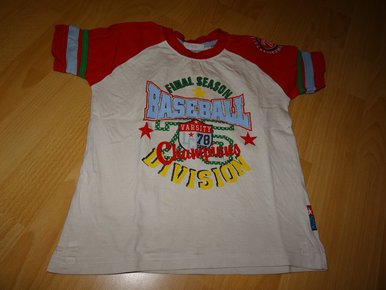 FINAL SEASON
BASEBALL
VARSITY
78
Champions
DIVISION